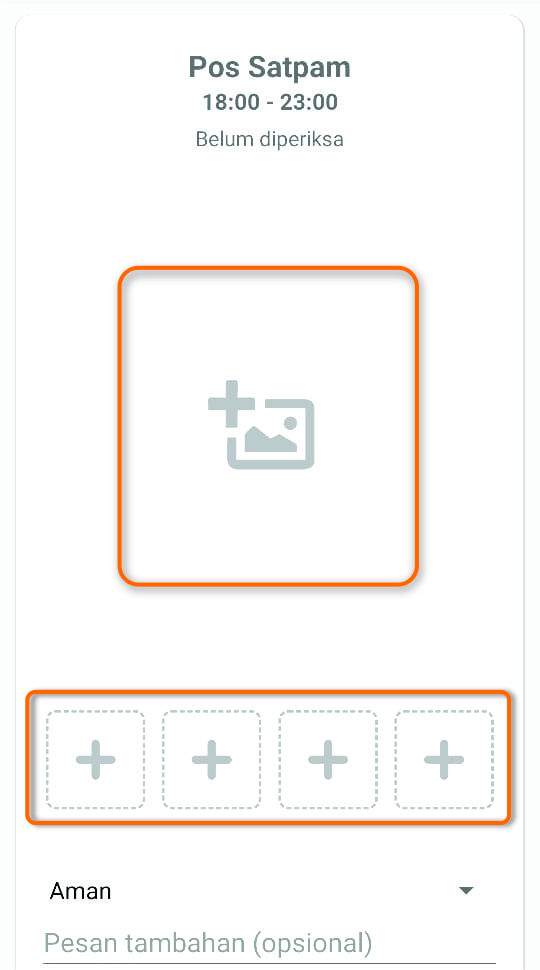 Pos Satpam
18:00 - 23:00
Belum diperiksa
Aman
Pesan tambahan (opsional)